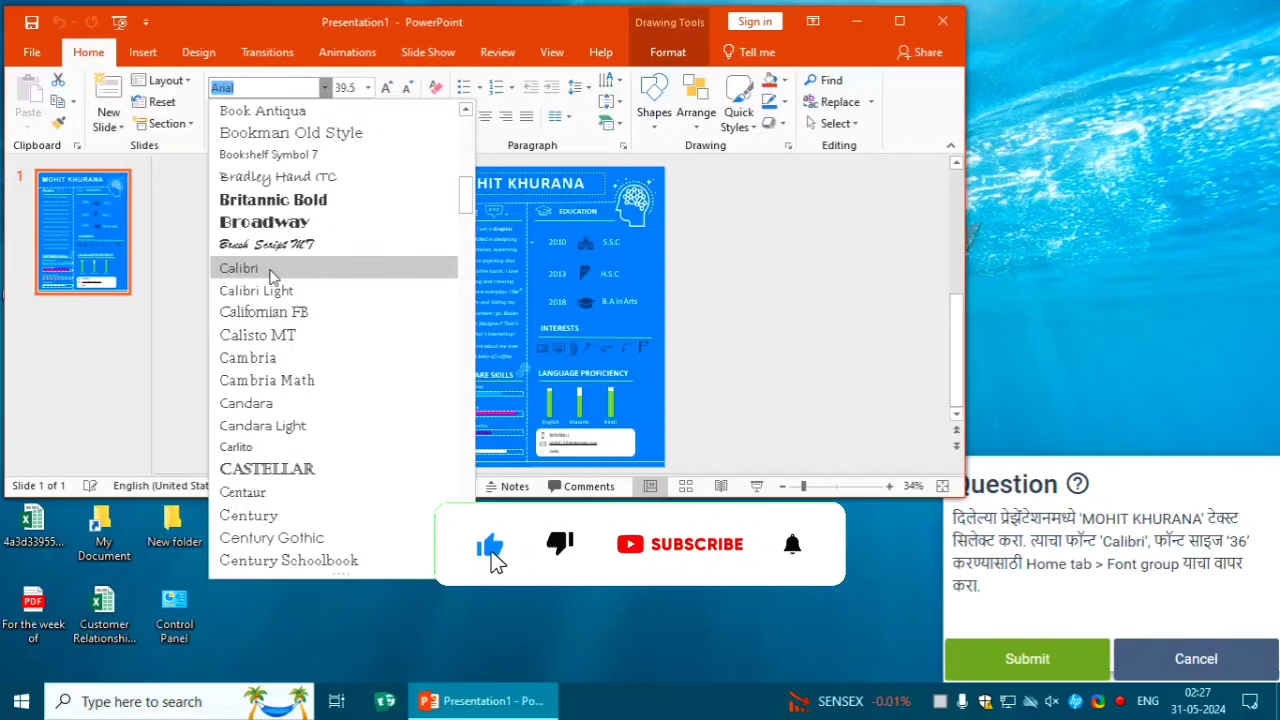 Presentation1 - PowerPoint
Drawing Tools
Sign in
File
Home
Insert
Design
Transitions
Animations
Slide Show
Review
View
Help
Format
Tell me
Share
Paste
New
Slide
Layout
Reset
Section
Arial
39.5
Shapes
Arrange
Quick
Styles
Find
Replace
Select
Clipboard
Slides
Paragraph
Drawing
Editing
Book Antiqua
Bookman Old Style
Bookshelf Symbol 7
Bradley Hand ITC
Britannic Bold
Broadway
Brush Script MT
Calibri
Calibri Light
Californian FB
Calisto MT
Cambria
Cambria Math
Candara
Candara Light
Carlito
CASTELLAR
Centaur
Century
Century Gothic
Century Schoolbook
1
MOHIT KHURANA
HIT KHURANA
EDUCATION
2010
S.S.C
2013
H.S.C
2018
B.A in Arts
INTERESTS
ARE SKILLS
LANGUAGE PROFICIENCY
English
Marathi
Hindi
Slide 1 of 1
English (United Stat
Notes
Comments
34%
4a3d33955...
My
Document
New folder
For the week
of
Customer
Relationshi...
Control
Panel
SUBSCRIBE
Question
दिलेल्या प्रेझेंटेशनमध्ये 'MOHIT KHURANA' टेक्स्ट
सिलेक्ट करा. त्याचा फॉन्ट 'Calibri', फॉन्ट साइज ‘36’
करण्यासाठी Home tab > Font group याचा वापर
करा.
Submit
Cancel
Type here to search
Presentation1 - Po...
SENSEX
-0.01%
ENG
02:27
31-05-2024